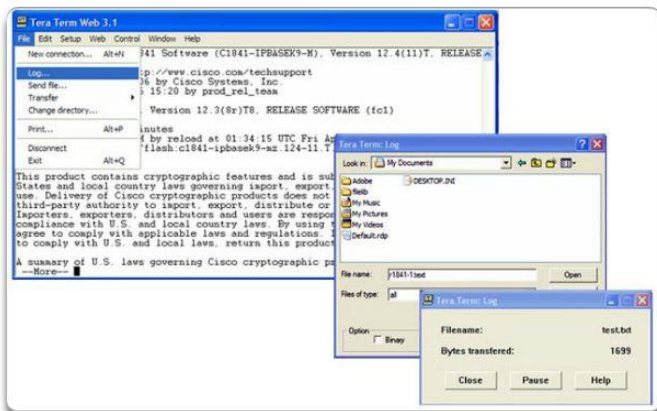 Tera Term Web 3.1
File Edit Setup Web Control Window Help
New connection... Alt+N
Log...
Send file...
Transfer
Change directory...
Print... Alt+P
Disconnect
Exit Alt+Q
841 Software (C1841-IPBASEK9-M), Version 12.4(11)T, RELEASE
p://www.cisco.com/techsupport
06 by Cisco Systems, Inc.
15:20 by prod_rel_team
Version 12.3(8r)T8, RELEASE SOFTWARE (fc1)
inutes
by reload at 01:34:15 UTC Fri Ap
flash:c1841-ipbasek9-mz.124-11.T
This product contains cryptographic features and is sub
States and local country laws governing import, export,
use. Delivery of Cisco cryptographic products does not
third-party authority to import, export, distribute or
Importers, exporters, distributors and users are respon
compliance with U.S. and local country laws. By using t
agree to comply with applicable laws and regulations.
to comply with U.S. and local laws, return this product
A summary of U.S. laws governing Cisco cryptographic pr
--More--
Tera Term: Log
Look in: My Documents
Adobe
filelib
My Music
My Pictures
My Videos
Default.rdp
DESKTOP.INI
File name: r1841-1.text
Open
Files of type: all
Option
Binary
Tera Term: Log
Filename: test.txt
Bytes transfered: 1699
Close Pause Help